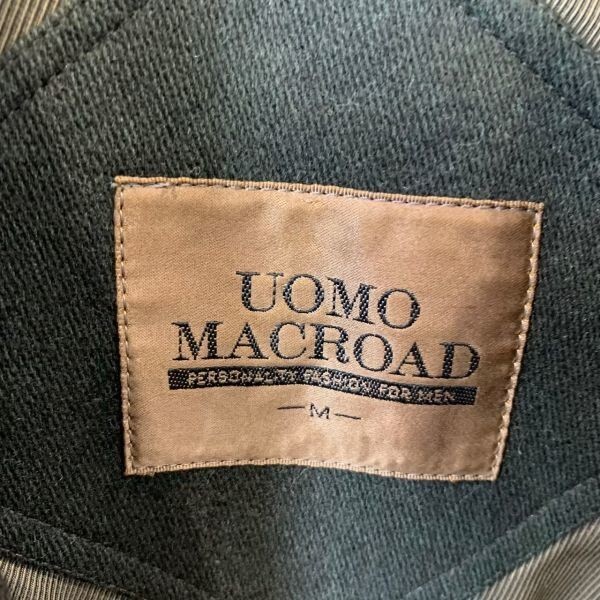 UOMO
MACROAD
PERSONALITY FASHION FOR MEN
—M—